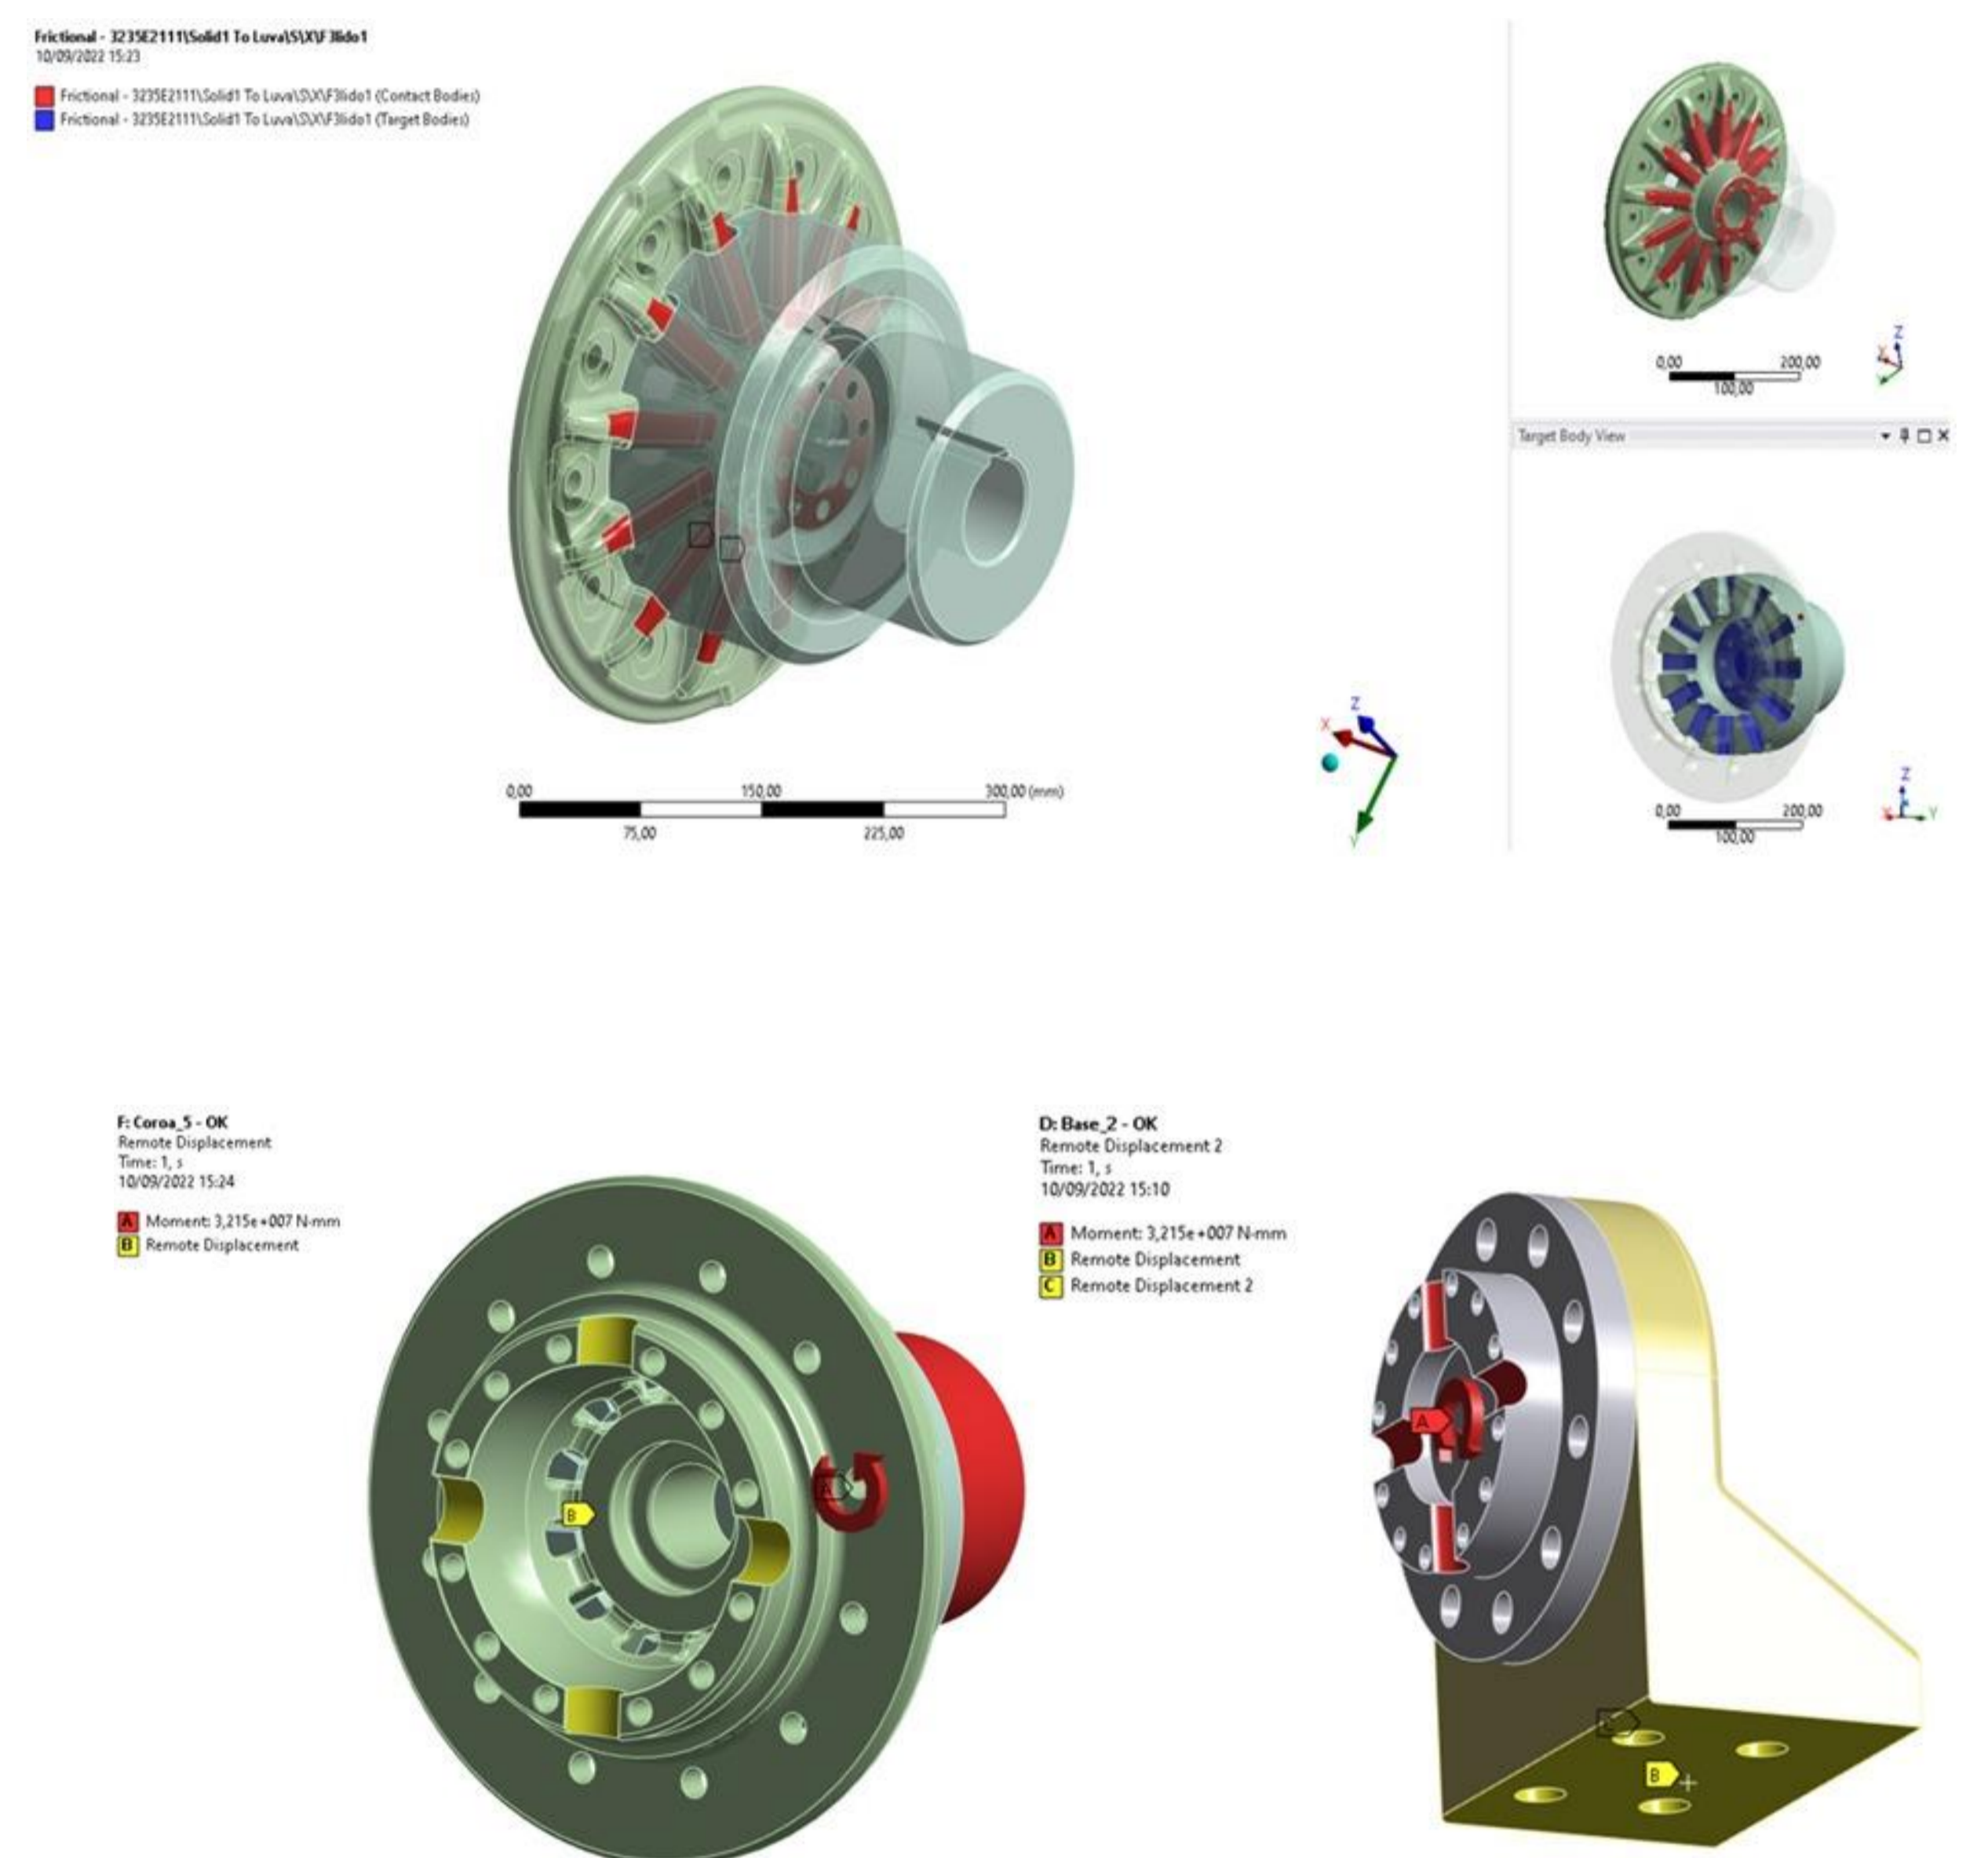 Frictional - 3235E2111\Solid1 To Luva\S\X\F3lido1
10/09/2022 15:23
Frictional - 3235E2111\Solid1 To Luva\S\X\F3lido1 (Contact Bodies)
Frictional - 3235E2111\Solid1 To Luva\S\X\F3lido1 (Target Bodies)
0,00 150,00 300,00 (mm)
75,00 225,00
X Z Y
0,00 200,00
100,00
Z
Target Body View
0,00 200,00
100,00
Z
X Y
F: Coroa_5 - OK
Remote Displacement
Time: 1, s
10/09/2022 15:24
A Moment: 3,215e+007 N·mm
B Remote Displacement
A
B
D: Base_2 - OK
Remote Displacement 2
Time: 1, s
10/09/2022 15:10
A Moment: 3,215e+007 N·mm
B Remote Displacement
C Remote Displacement 2
A
B